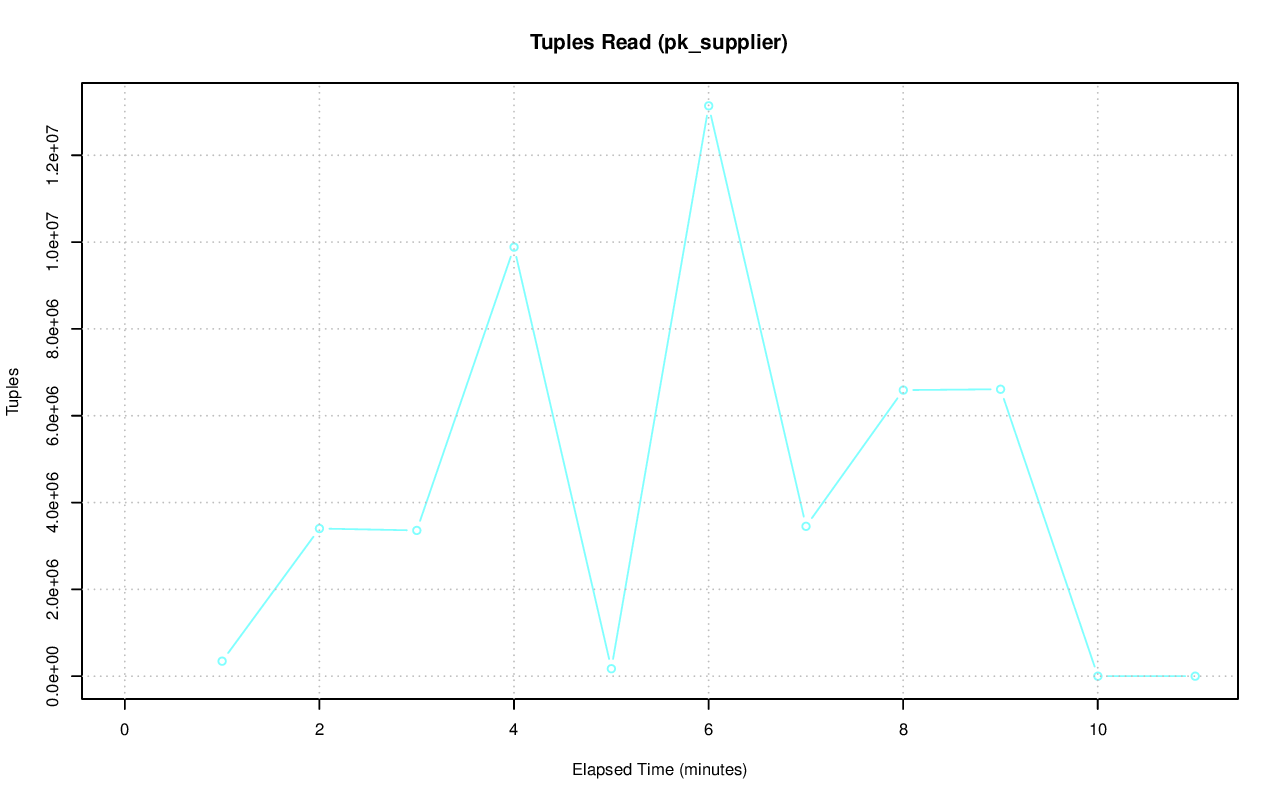 Tuples Read (pk_supplier)
1.2e+07
1.0e+07
8.0e+06
6.0e+06
4.0e+06
2.0e+06
0.0e+00
Tuples
0 2 4 6 8 10
Elapsed Time (minutes)